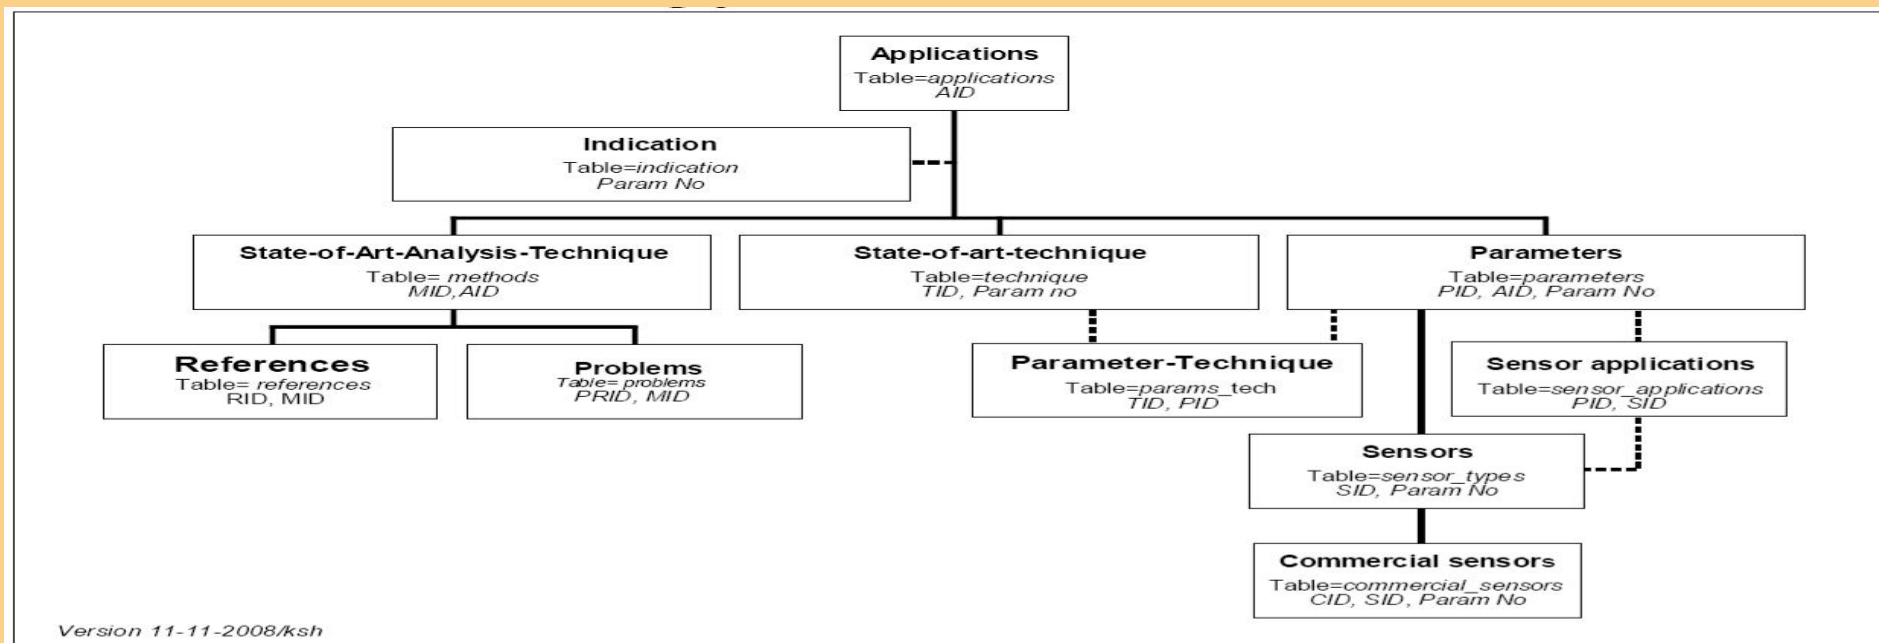 Applications
Table=applications
AID
Indication
Table=indication
Param No
State-of-Art-Analysis-Technique
Table= methods
MID,AID
State-of-art-technique
Table=technique
TID, Param no
Parameters
Table=parameters
PID, AID, Param No
References
Table= references
RID, MID
Problems
Table= problems
PRID, MID
Parameter-Technique
Table=params_tech
TID, PID
Sensor applications
Table=sensor_applications
PID, SID
Sensors
Table=sensor_types
SID, Param No
Commercial sensors
Table=commercial_sensors
CID, SID, Param No
Version 11-11-2008/ksh